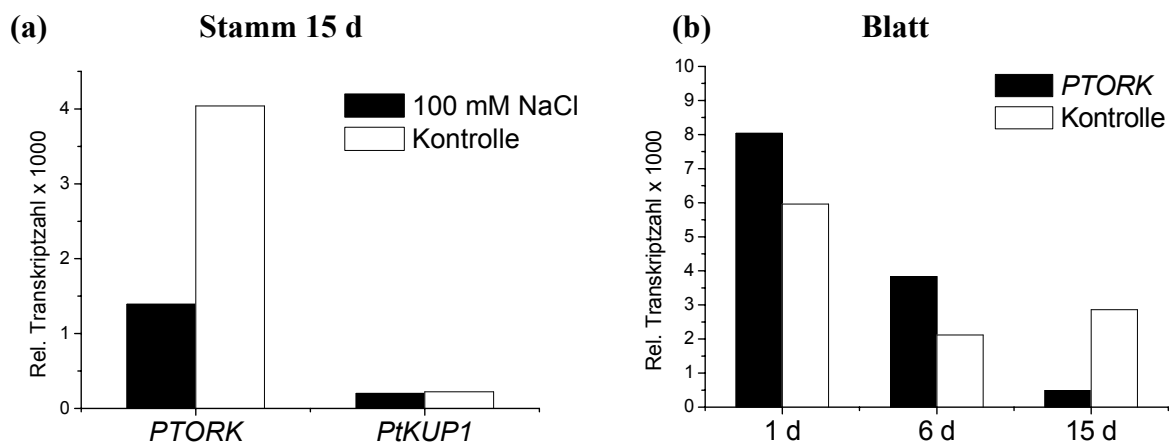 (a) Stamm 15 d
Rel. Transkriptzahl x 1000
4
3
2
1
0
100 mM NaCl
Kontrolle
PTORK PtKUP1
(b) Blatt
Rel. Transkriptzahl x 1000
10
9
8
7
6
5
4
3
2
1
0
PTORK
Kontrolle
1 d 6 d 15 d